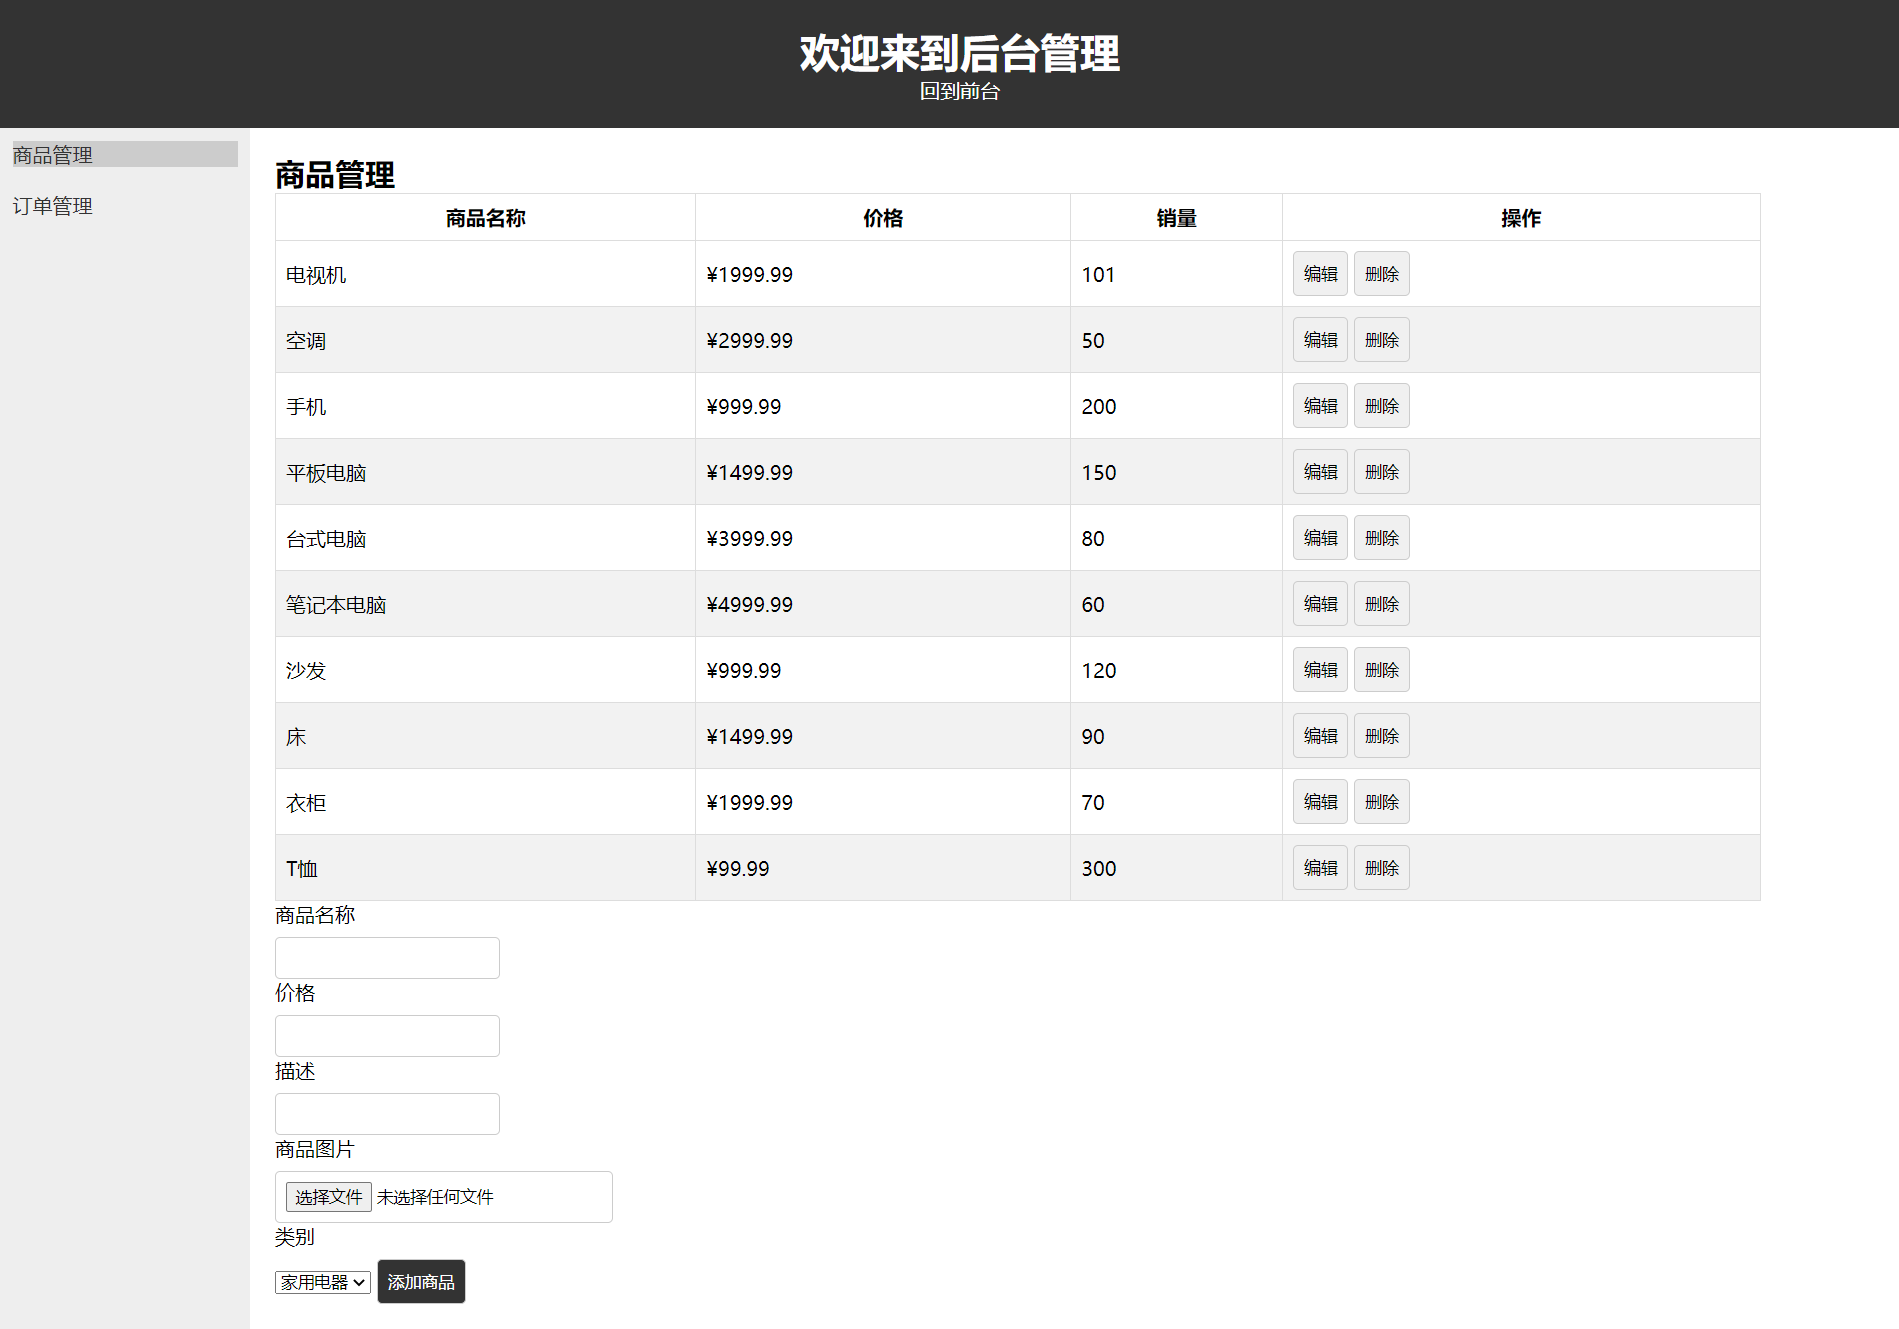 欢迎来到后台管理
回到前台
商品管理
订单管理
商品管理
商品名称 价格 销量 操作
电视机 ¥1999.99 101 编辑 删除
空调 ¥2999.99 50 编辑 删除
手机 ¥999.99 200 编辑 删除
平板电脑 ¥1499.99 150 编辑 删除
台式电脑 ¥3999.99 80 编辑 删除
笔记本电脑 ¥4999.99 60 编辑 删除
沙发 ¥999.99 120 编辑 删除
床 ¥1499.99 90 编辑 删除
衣柜 ¥1999.99 70 编辑 删除
T恤 ¥99.99 300 编辑 删除
商品名称
价格
描述
商品图片
选择文件 未选择任何文件
类别
家用电器 添加商品